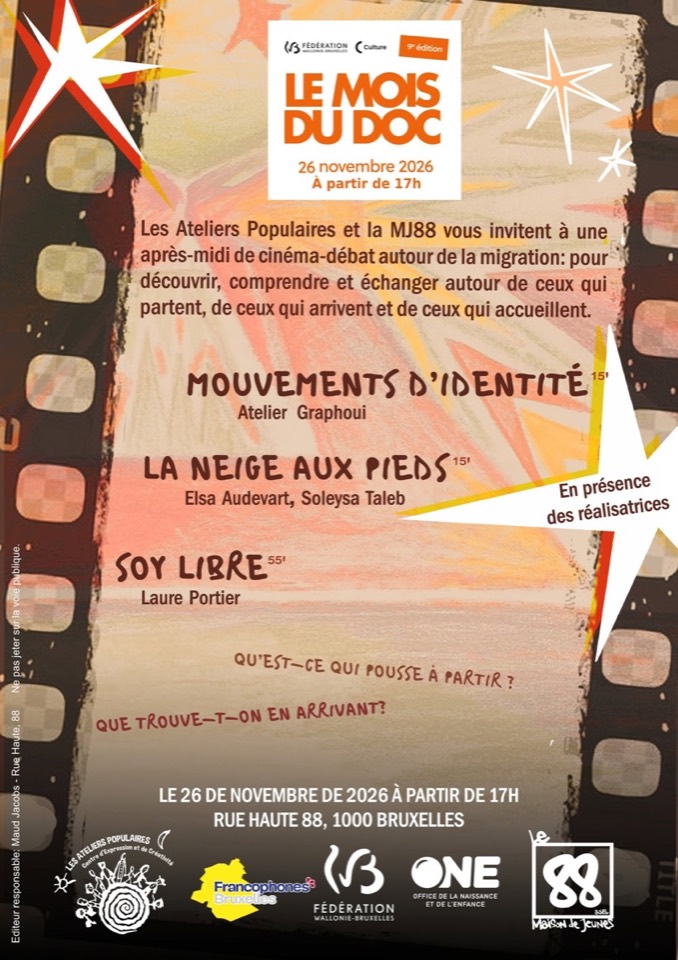 FÉDÉRATION
WALLONIE-BRUXELLES
Culture
9e édition
LE MOIS
DU DOC
26 novembre 2026
À partir de 17h
Les Ateliers Populaires et la MJ88 vous invitent à une
après-midi de cinéma-débat autour de la migration: pour
découvrir, comprendre et échanger autour de ceux qui
partent, de ceux qui arrivent et de ceux qui accueillent.
MOUVEMENTS D'IDENTITÉ 15'
Atelier Graphoui
LA NEIGE AUX PIEDS 15'
Elsa Audevart, Soleysa Taleb
En présence
des réalisatrices
SOY LIBRE 55'
Laure Portier
QU'EST-CE QUI POUSSE À PARTIR ?
QUE TROUVE-T-ON EN ARRIVANT?
LE 26 DE NOVEMBRE DE 2026 À PARTIR DE 17H
RUE HAUTE 88, 1000 BRUXELLES
Editeur responsable: Maud Jacobs - Rue Haute, 88 Ne pas jeter sur la voie publique.
LES ATELIERS POPULAIRES
Centre d'Expression et de Créativité
Francophones
Bruxelles
FÉDÉRATION
WALLONIE-BRUXELLES
ONE
OFFICE DE LA NAISSANCE
ET DE L'ENFANCE
Le
88
asbl
Maison de Jeunes